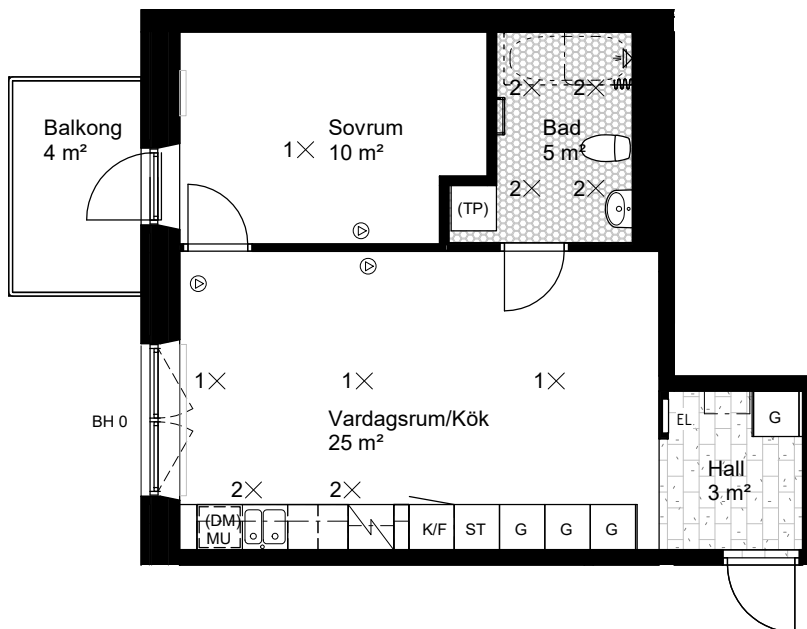 Balkong
4 m²
Sovrum
10 m²
1
Bad
5 m²
2 2
2 2
(TP)
1 1 1
BH 0
Vardagsrum/Kök
25 m²
EL
G
Hall
3 m²
2 2
(DM)
MU
K/F ST G G G